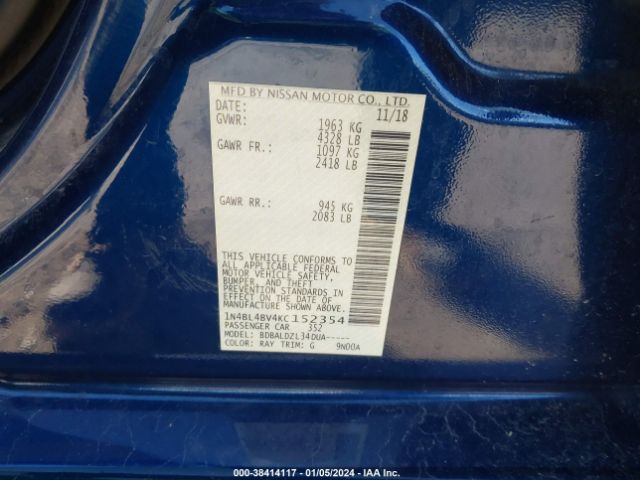 MFD BY NISSAN MOTOR CO., LTD.
DATE: 11/18
GVWR: 1963 KG
4328 LB
GAWR FR.: 1097 KG
2418 LB
GAWR RR.: 945 KG
2083 LB
THIS VEHICLE CONFORMS TO
ALL APPLICABLE FEDERAL
MOTOR VEHICLE SAFETY,
BUMPER, AND THEFT
PREVENTION STANDARDS IN
EFFECT ON THE DATE OF
MANUFACTURE SHOWN ABOVE.
1N4BL4BV4KC152354
PASSENGER CAR 352
MODEL: BDBALDZL34DUA-----
COLOR: RAY TRIM: G 9N00A
000-38414117 - 01/05/2024 - IAA Inc.